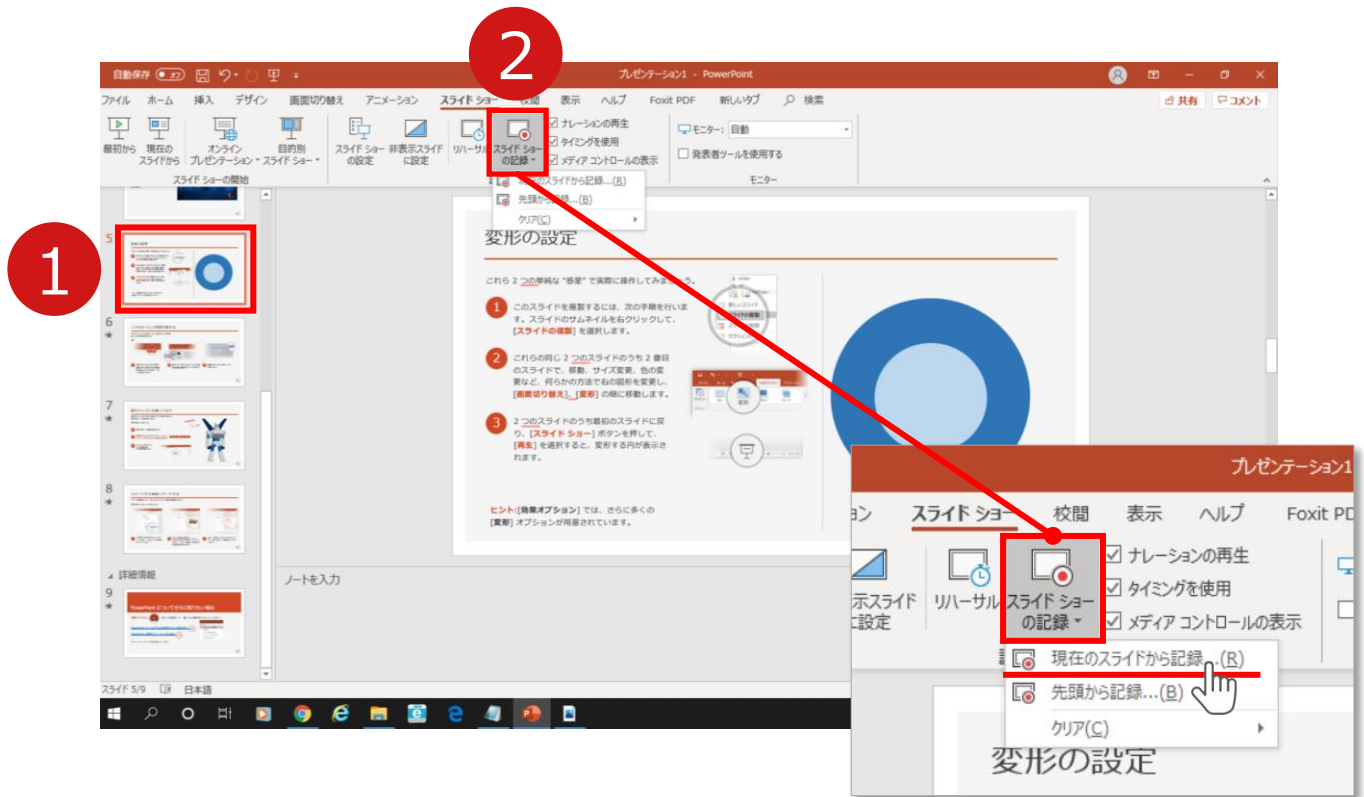 2
自動保存 オフ
プレゼンテーション1 - PowerPoint
ファイル ホーム 挿入 デザイン 画面切り替え アニメーション スライド ショー 校閲 表示 ヘルプ Foxit PDF 新しいタブ 検索 共有 コメント
最初から 現在の スライドから オンライン プレゼンテーション 目的別 スライド ショー スライド ショー の設定 非表示スライド に設定 リハーサル スライド ショー の記録
ナレーションの再生
タイミングを使用
メディア コントロールの表示
モニター: 自動
発表者ツールを使用する
スライド ショーの開始
モニター
現在のスライドから記録...(R)
先頭から記録...(B)
クリア(C)
1
5
6
7
8
詳細情報
9
変形の設定
これら 2 つの単純な "惑星" で実際に操作してみましょう。
1 このスライドを複製するには、次の手順を行いま
す。スライドのサムネイルを右クリックして、
[スライドの複製] を選択します。
2 これらの同じ 2 つのスライドのうち 2 番目
のスライドで、移動、サイズ変更、色の変
更など、何らかの方法で右の図形を変更し、
[画面切り替え]、[変形] の順に移動します。
3 2 つのスライドのうち最初のスライドに戻
り、[スライド ショー] ボタンを押して、
[再生] を選択すると、変形する円が表示さ
れます。
ヒント:[効果オプション] では、さらに多くの
[変形] オプションが用意されています。
スライドの複製
変形
ノートを入力
スライド 5/9 日本語
プレゼンテーション1
ョン スライド ショー 校閲 表示 ヘルプ Foxit PD
示スライド
に設定
リハーサル
スライド ショー
の記録
ナレーションの再生
タイミングを使用
メディア コントロールの表示
現在のスライドから記録...(R)
先頭から記録...(B)
クリア(C)
変形の設定